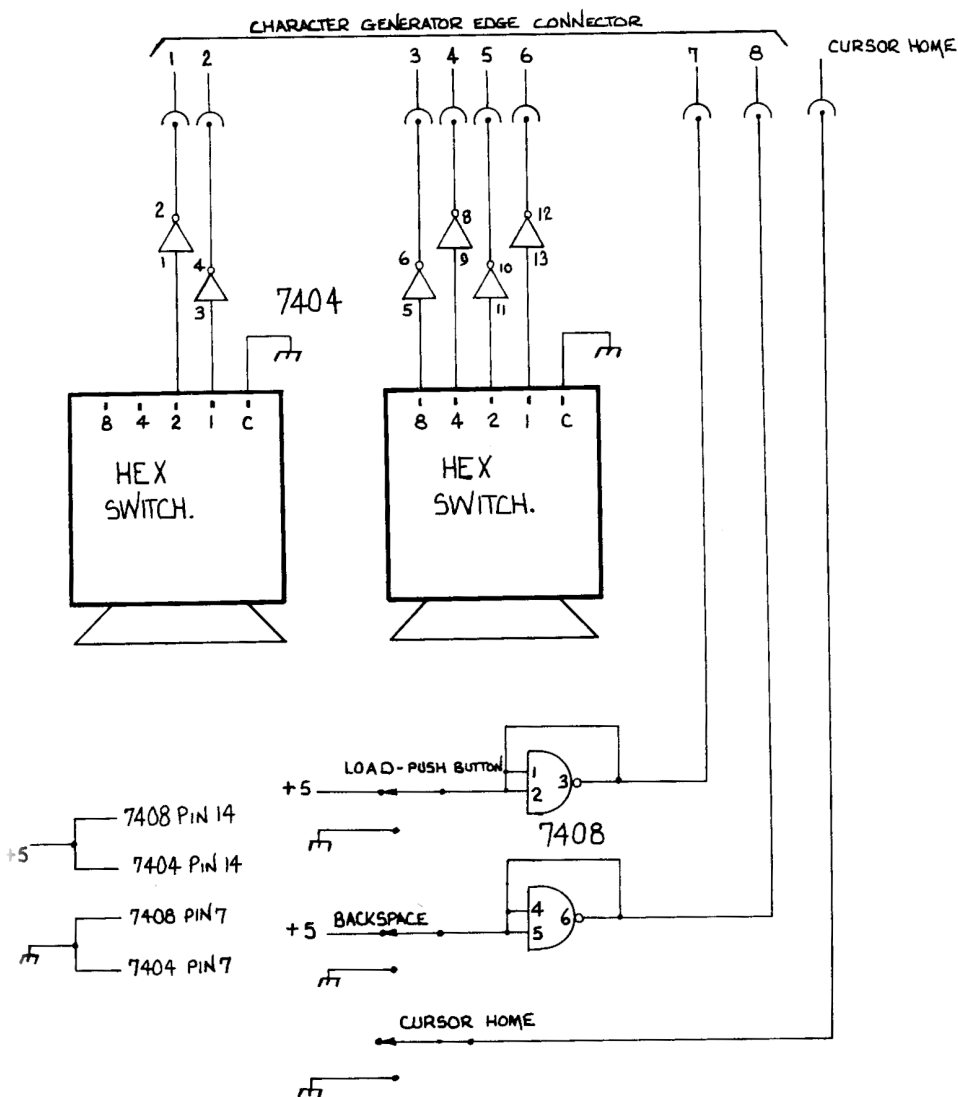 CHARACTER GENERATOR EDGE CONNECTOR
1 2 3 4 5 6 7 8 CURSOR HOME
2
1
4
3
7404
6
5
8
9
10
11
12
13
8 4 2 1 C
HEX
SWITCH.
8 4 2 1 C
HEX
SWITCH.
LOAD-PUSH BUTTON
+5
1
2
3
7408
7408 PIN 14
+5
7404 PIN 14
7408 PIN 7
7404 PIN 7
BACKSPACE
+5
4
5
6
CURSOR HOME